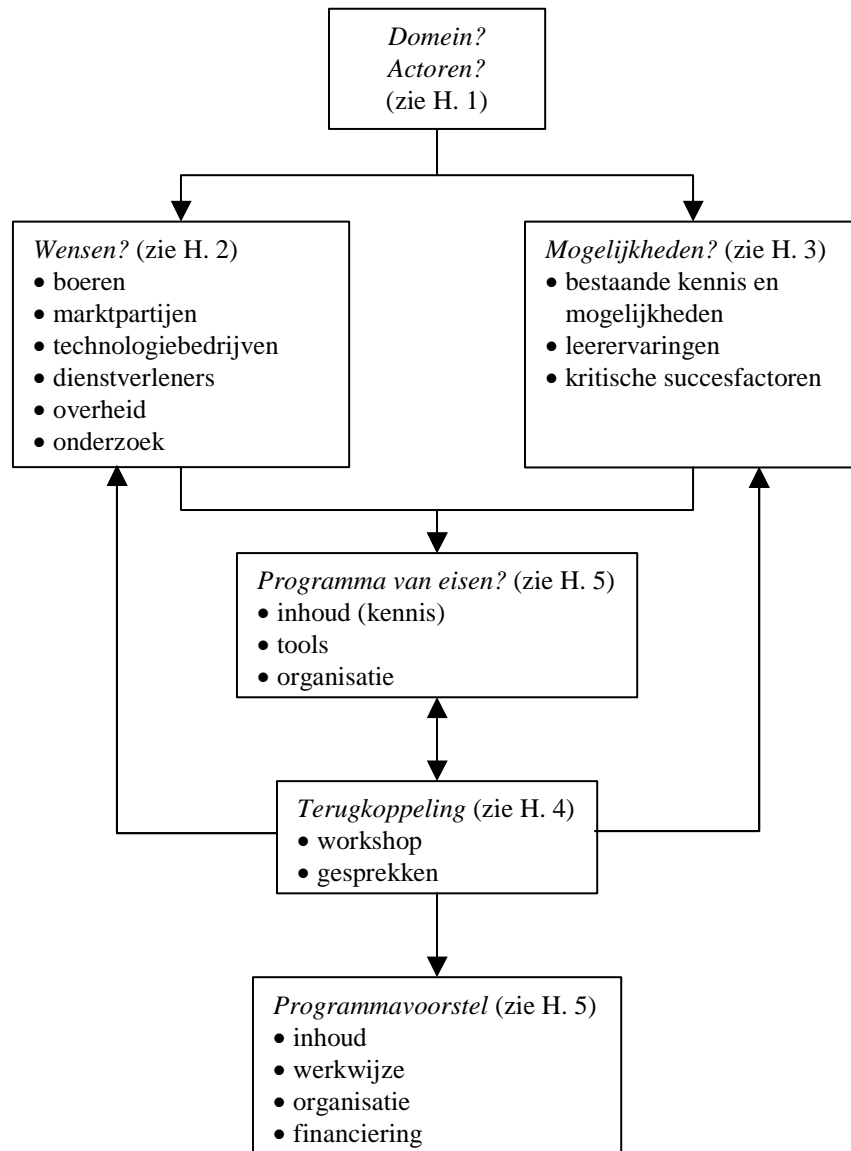 Domein?
Actoren?
(zie H. 1)
Wensen? (zie H. 2)
• boeren
• marktpartijen
• technologiebedrijven
• dienstverleners
• overheid
• onderzoek
Mogelijkheden? (zie H. 3)
• bestaande kennis en
mogelijkheden
• leerervaringen
• kritische succesfactoren
Programma van eisen? (zie H. 5)
• inhoud (kennis)
• tools
• organisatie
Terugkoppeling (zie H. 4)
• workshop
• gesprekken
Programmavoorstel (zie H. 5)
• inhoud
• werkwijze
• organisatie
• financiering